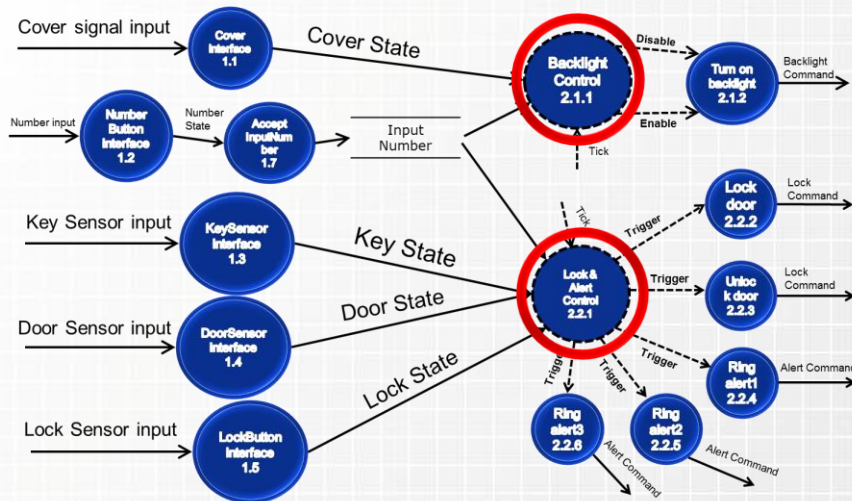 Cover signal input
Cover
Interface
1.1
Cover State
Backlight
Control
2.1.1
Disable
Enable
Tick
Turn on
backlight
2.1.2
Backlight
Command
Number input
Number
Button
Interface
1.2
Number
State
Accept
InputNum
ber
1.7
Input
Number
Key Sensor input
KeySensor
Interface
1.3
Key State
Door Sensor input
DoorSensor
Interface
1.4
Door State
Lock Sensor input
LockButton
Interface
1.5
Lock State
Tick
Lock &
Alert
Control
2.2.1
Trigger
Lock
door
2.2.2
Lock
Command
Trigger
Unloc
k door
2.2.3
Lock
Command
Trigger
Ring
alert1
2.2.4
Alert Command
Trigger
Ring
alert2
2.2.5
Alert Command
Trigger
Ring
alert3
2.2.6
Alert Command